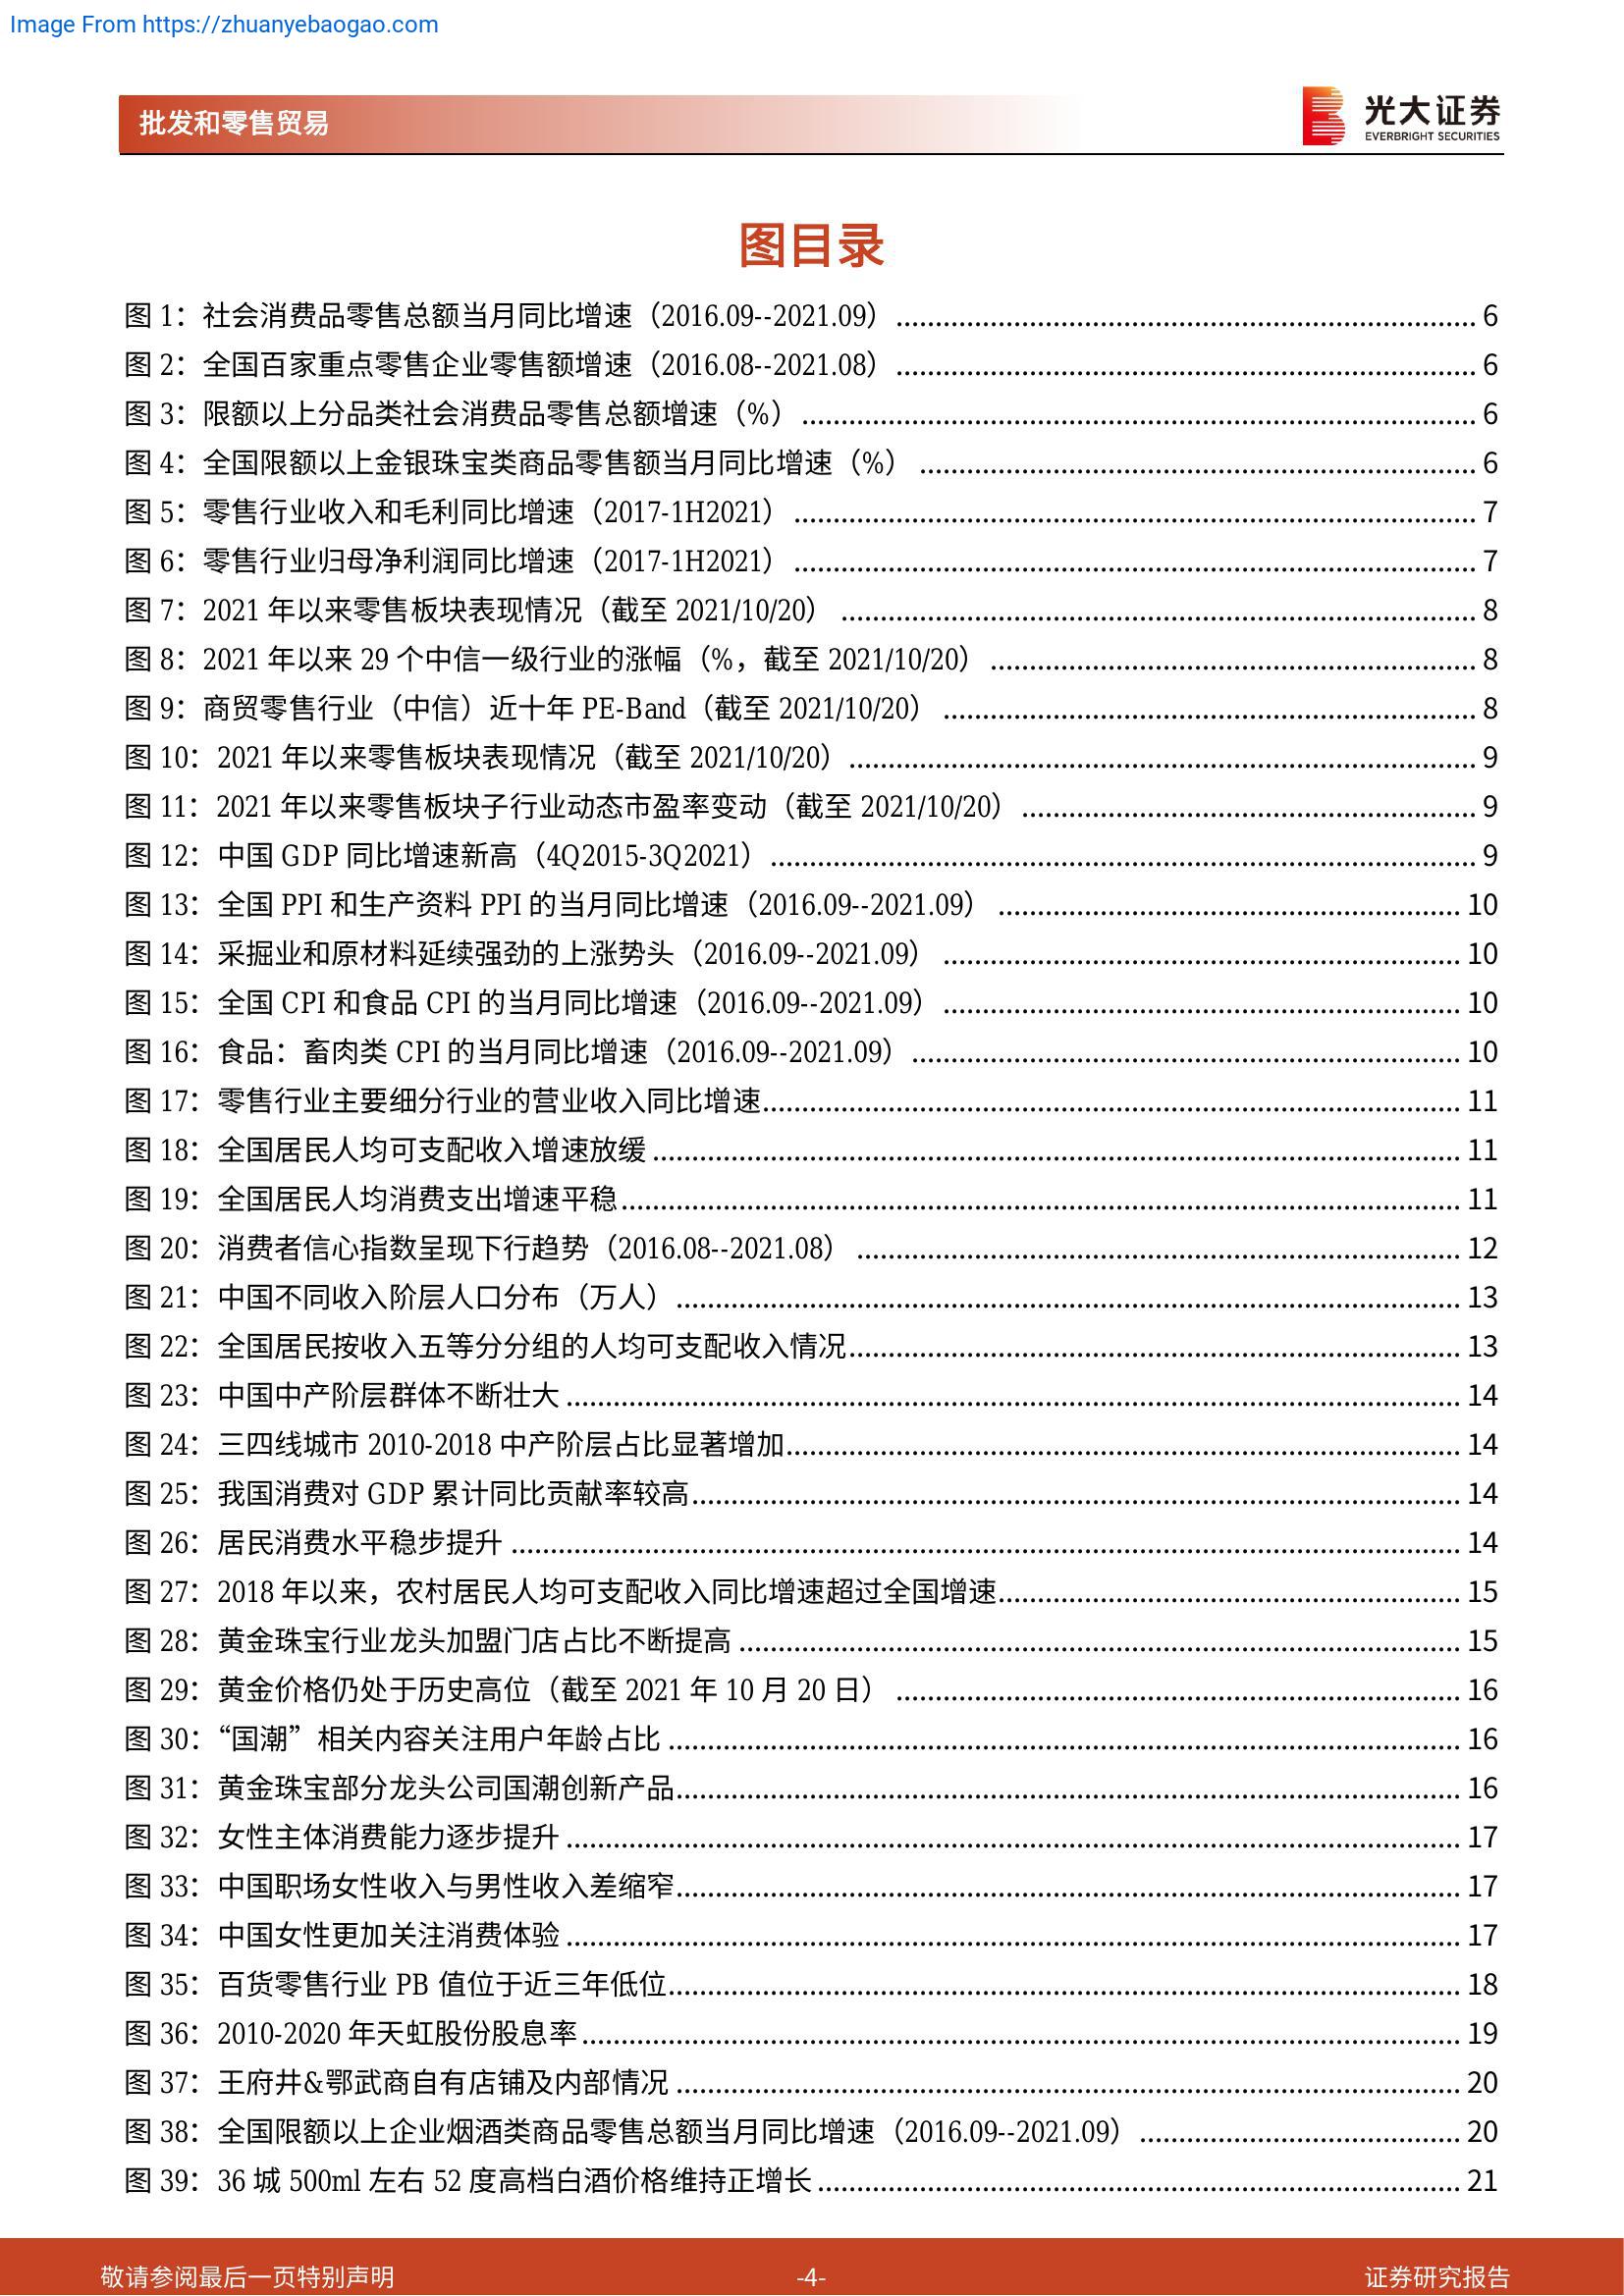 Image From https://zhuanyebaogao.com
批发和零售贸易
光大证券
EVERBRIGHT SECURITIES
图目录
图 1：社会消费品零售总额当月同比增速（2016.09--2021.09） 6
图 2：全国百家重点零售企业零售额增速（2016.08--2021.08） 6
图 3：限额以上分品类社会消费品零售总额增速（%） 6
图 4：全国限额以上金银珠宝类商品零售额当月同比增速（%） 6
图 5：零售行业收入和毛利同比增速（2017-1H2021） 7
图 6：零售行业归母净利润同比增速（2017-1H2021） 7
图 7：2021 年以来零售板块表现情况（截至 2021/10/20） 8
图 8：2021 年以来 29 个中信一级行业的涨幅（%，截至 2021/10/20） 8
图 9：商贸零售行业（中信）近十年 PE-Band（截至 2021/10/20） 8
图 10：2021 年以来零售板块表现情况（截至 2021/10/20） 9
图 11：2021 年以来零售板块子行业动态市盈率变动（截至 2021/10/20） 9
图 12：中国 GDP 同比增速新高（4Q2015-3Q2021） 9
图 13：全国 PPI 和生产资料 PPI 的当月同比增速（2016.09--2021.09） 10
图 14：采掘业和原材料延续强劲的上涨势头（2016.09--2021.09） 10
图 15：全国 CPI 和食品 CPI 的当月同比增速（2016.09--2021.09） 10
图 16：食品：畜肉类 CPI 的当月同比增速（2016.09--2021.09） 10
图 17：零售行业主要细分行业的营业收入同比增速 11
图 18：全国居民人均可支配收入增速放缓 11
图 19：全国居民人均消费支出增速平稳 11
图 20：消费者信心指数呈现下行趋势（2016.08--2021.08） 12
图 21：中国不同收入阶层人口分布（万人） 13
图 22：全国居民按收入五等分分组的人均可支配收入情况 13
图 23：中国中产阶层群体不断壮大 14
图 24：三四线城市 2010-2018 中产阶层占比显著增加 14
图 25：我国消费对 GDP 累计同比贡献率较高 14
图 26：居民消费水平稳步提升 14
图 27：2018 年以来，农村居民人均可支配收入同比增速超过全国增速 15
图 28：黄金珠宝行业龙头加盟门店占比不断提高 15
图 29：黄金价格仍处于历史高位（截至 2021 年 10 月 20 日） 16
图 30：“国潮”相关内容关注用户年龄占比 16
图 31：黄金珠宝部分龙头公司国潮创新产品 16
图 32：女性主体消费能力逐步提升 17
图 33：中国职场女性收入与男性收入差缩窄 17
图 34：中国女性更加关注消费体验 17
图 35：百货零售行业 PB 值位于近三年低位 18
图 36：2010-2020 年天虹股份股息率 19
图 37：王府井&鄂武商自有店铺及内部情况 20
图 38：全国限额以上企业烟酒类商品零售总额当月同比增速（2016.09--2021.09） 20
图 39：36 城 500ml 左右 52 度高档白酒价格维持正增长 21
敬请参阅最后一页特别声明 -4- 证券研究报告